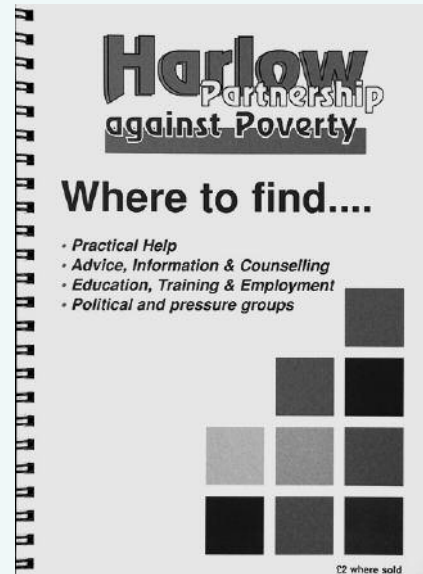 Harlow
Partnership
against Poverty
Where to find....
• Practical Help
• Advice, Information & Counselling
• Education, Training & Employment
• Political and pressure groups
£2 where sold